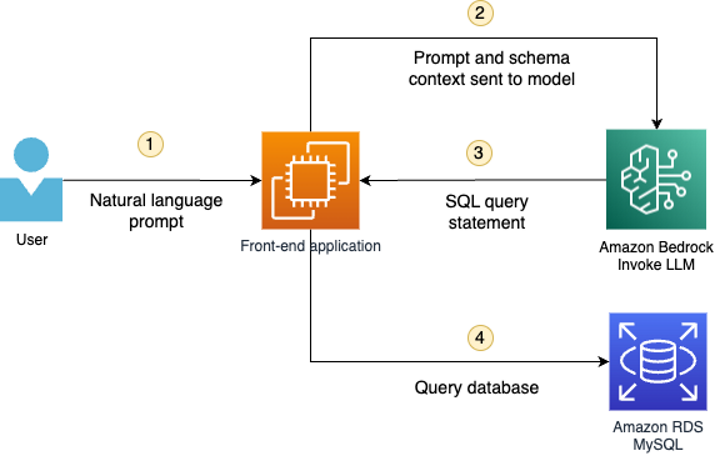 2
Prompt and schema
context sent to model
1
Natural language
prompt
User
Front-end application
3
SQL query
statement
Amazon Bedrock
Invoke LLM
4
Query database
Amazon RDS
MySQL